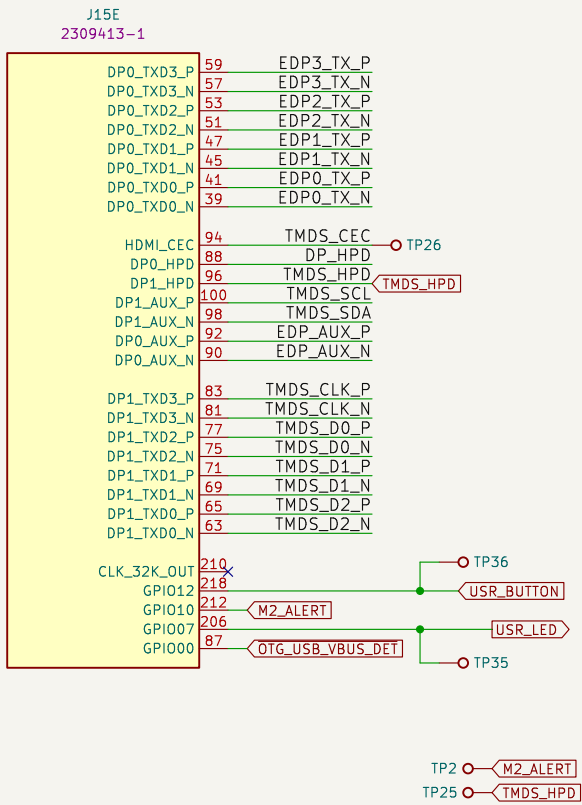 J15E
2309413-1
DP0_TXD3_P 59 EDP3_TX_P
DP0_TXD3_N 57 EDP3_TX_N
DP0_TXD2_P 53 EDP2_TX_P
DP0_TXD2_N 51 EDP2_TX_N
DP0_TXD1_P 47 EDP1_TX_P
DP0_TXD1_N 45 EDP1_TX_N
DP0_TXD0_P 41 EDP0_TX_P
DP0_TXD0_N 39 EDP0_TX_N
HDMI_CEC 94 TMDS_CEC TP26
DP0_HPD 88 DP_HPD
DP1_HPD 96 TMDS_HPD TMDS_HPD
DP1_AUX_P 100 TMDS_SCL
DP1_AUX_N 98 TMDS_SDA
DP0_AUX_P 92 EDP_AUX_P
DP0_AUX_N 90 EDP_AUX_N
DP1_TXD3_P 83 TMDS_CLK_P
DP1_TXD3_N 81 TMDS_CLK_N
DP1_TXD2_P 77 TMDS_D0_P
DP1_TXD2_N 75 TMDS_D0_N
DP1_TXD1_P 71 TMDS_D1_P
DP1_TXD1_N 69 TMDS_D1_N
DP1_TXD0_P 65 TMDS_D2_P
DP1_TXD0_N 63 TMDS_D2_N
TP36
CLK_32K_OUT 210
GPIO12 218 USR_BUTTON
GPIO10 212 M2_ALERT
GPIO07 206 USR_LED
GPIO00 87 OTG_USB_VBUS_DET
TP35
TP2 M2_ALERT
TP25 TMDS_HPD